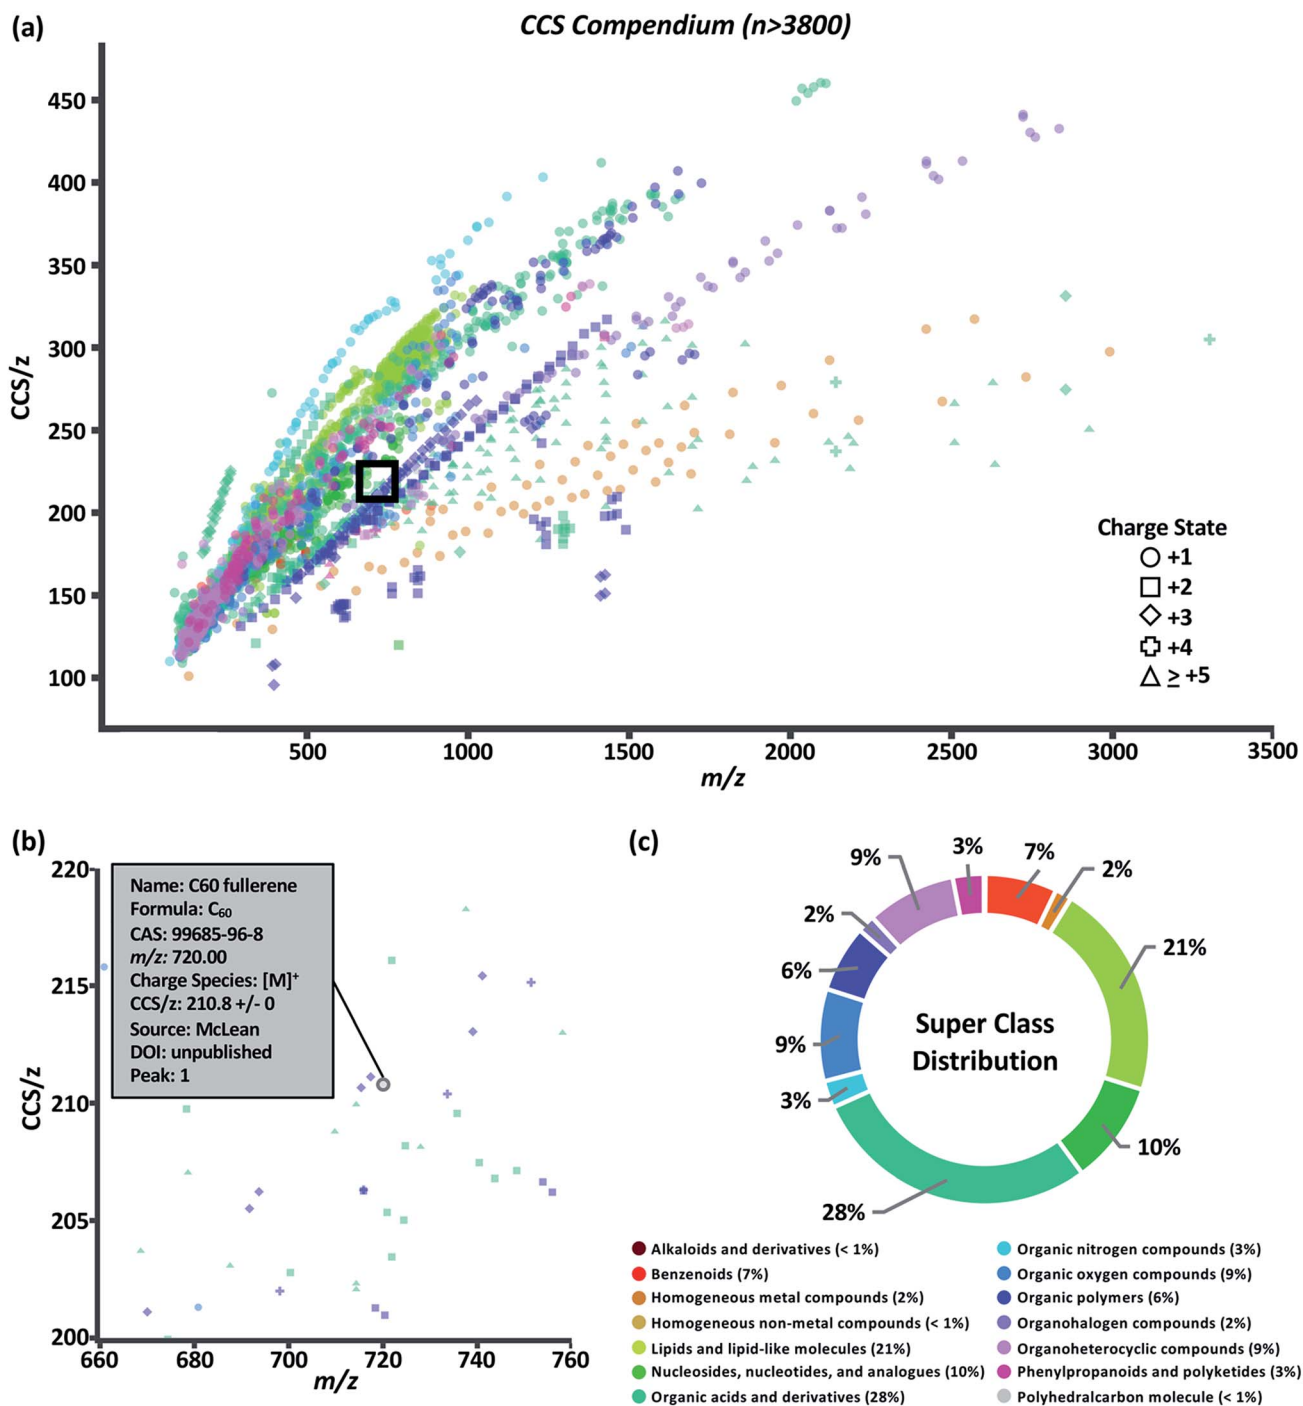 (a)
CCS Compendium (n>3800)
CCS/z
450
400
350
300
250
200
150
100
500
1000
1500
2000
2500
3000
3500
m/z
Charge State
+1
+2
+3
+4
≥ +5
(b)
CCS/z
220
215
210
205
200
660
680
700
720
740
760
m/z
Name: C60 fullerene
Formula: C₆₀
CAS: 99685-96-8
m/z: 720.00
Charge Species: [M]⁺
CCS/z: 210.8 +/- 0
Source: McLean
DOI: unpublished
Peak: 1
(c)
9%
3%
7%
2%
2%
21%
6%
9%
3%
10%
28%
Super Class
Distribution
Alkaloids and derivatives (< 1%)
Benzenoids (7%)
Homogeneous metal compounds (2%)
Homogeneous non-metal compounds (< 1%)
Lipids and lipid-like molecules (21%)
Nucleosides, nucleotides, and analogues (10%)
Organic acids and derivatives (28%)
Organic nitrogen compounds (3%)
Organic oxygen compounds (9%)
Organic polymers (6%)
Organohalogen compounds (2%)
Organoheterocyclic compounds (9%)
Phenylpropanoids and polyketides (3%)
Polyhedralcarbon molecule (< 1%)